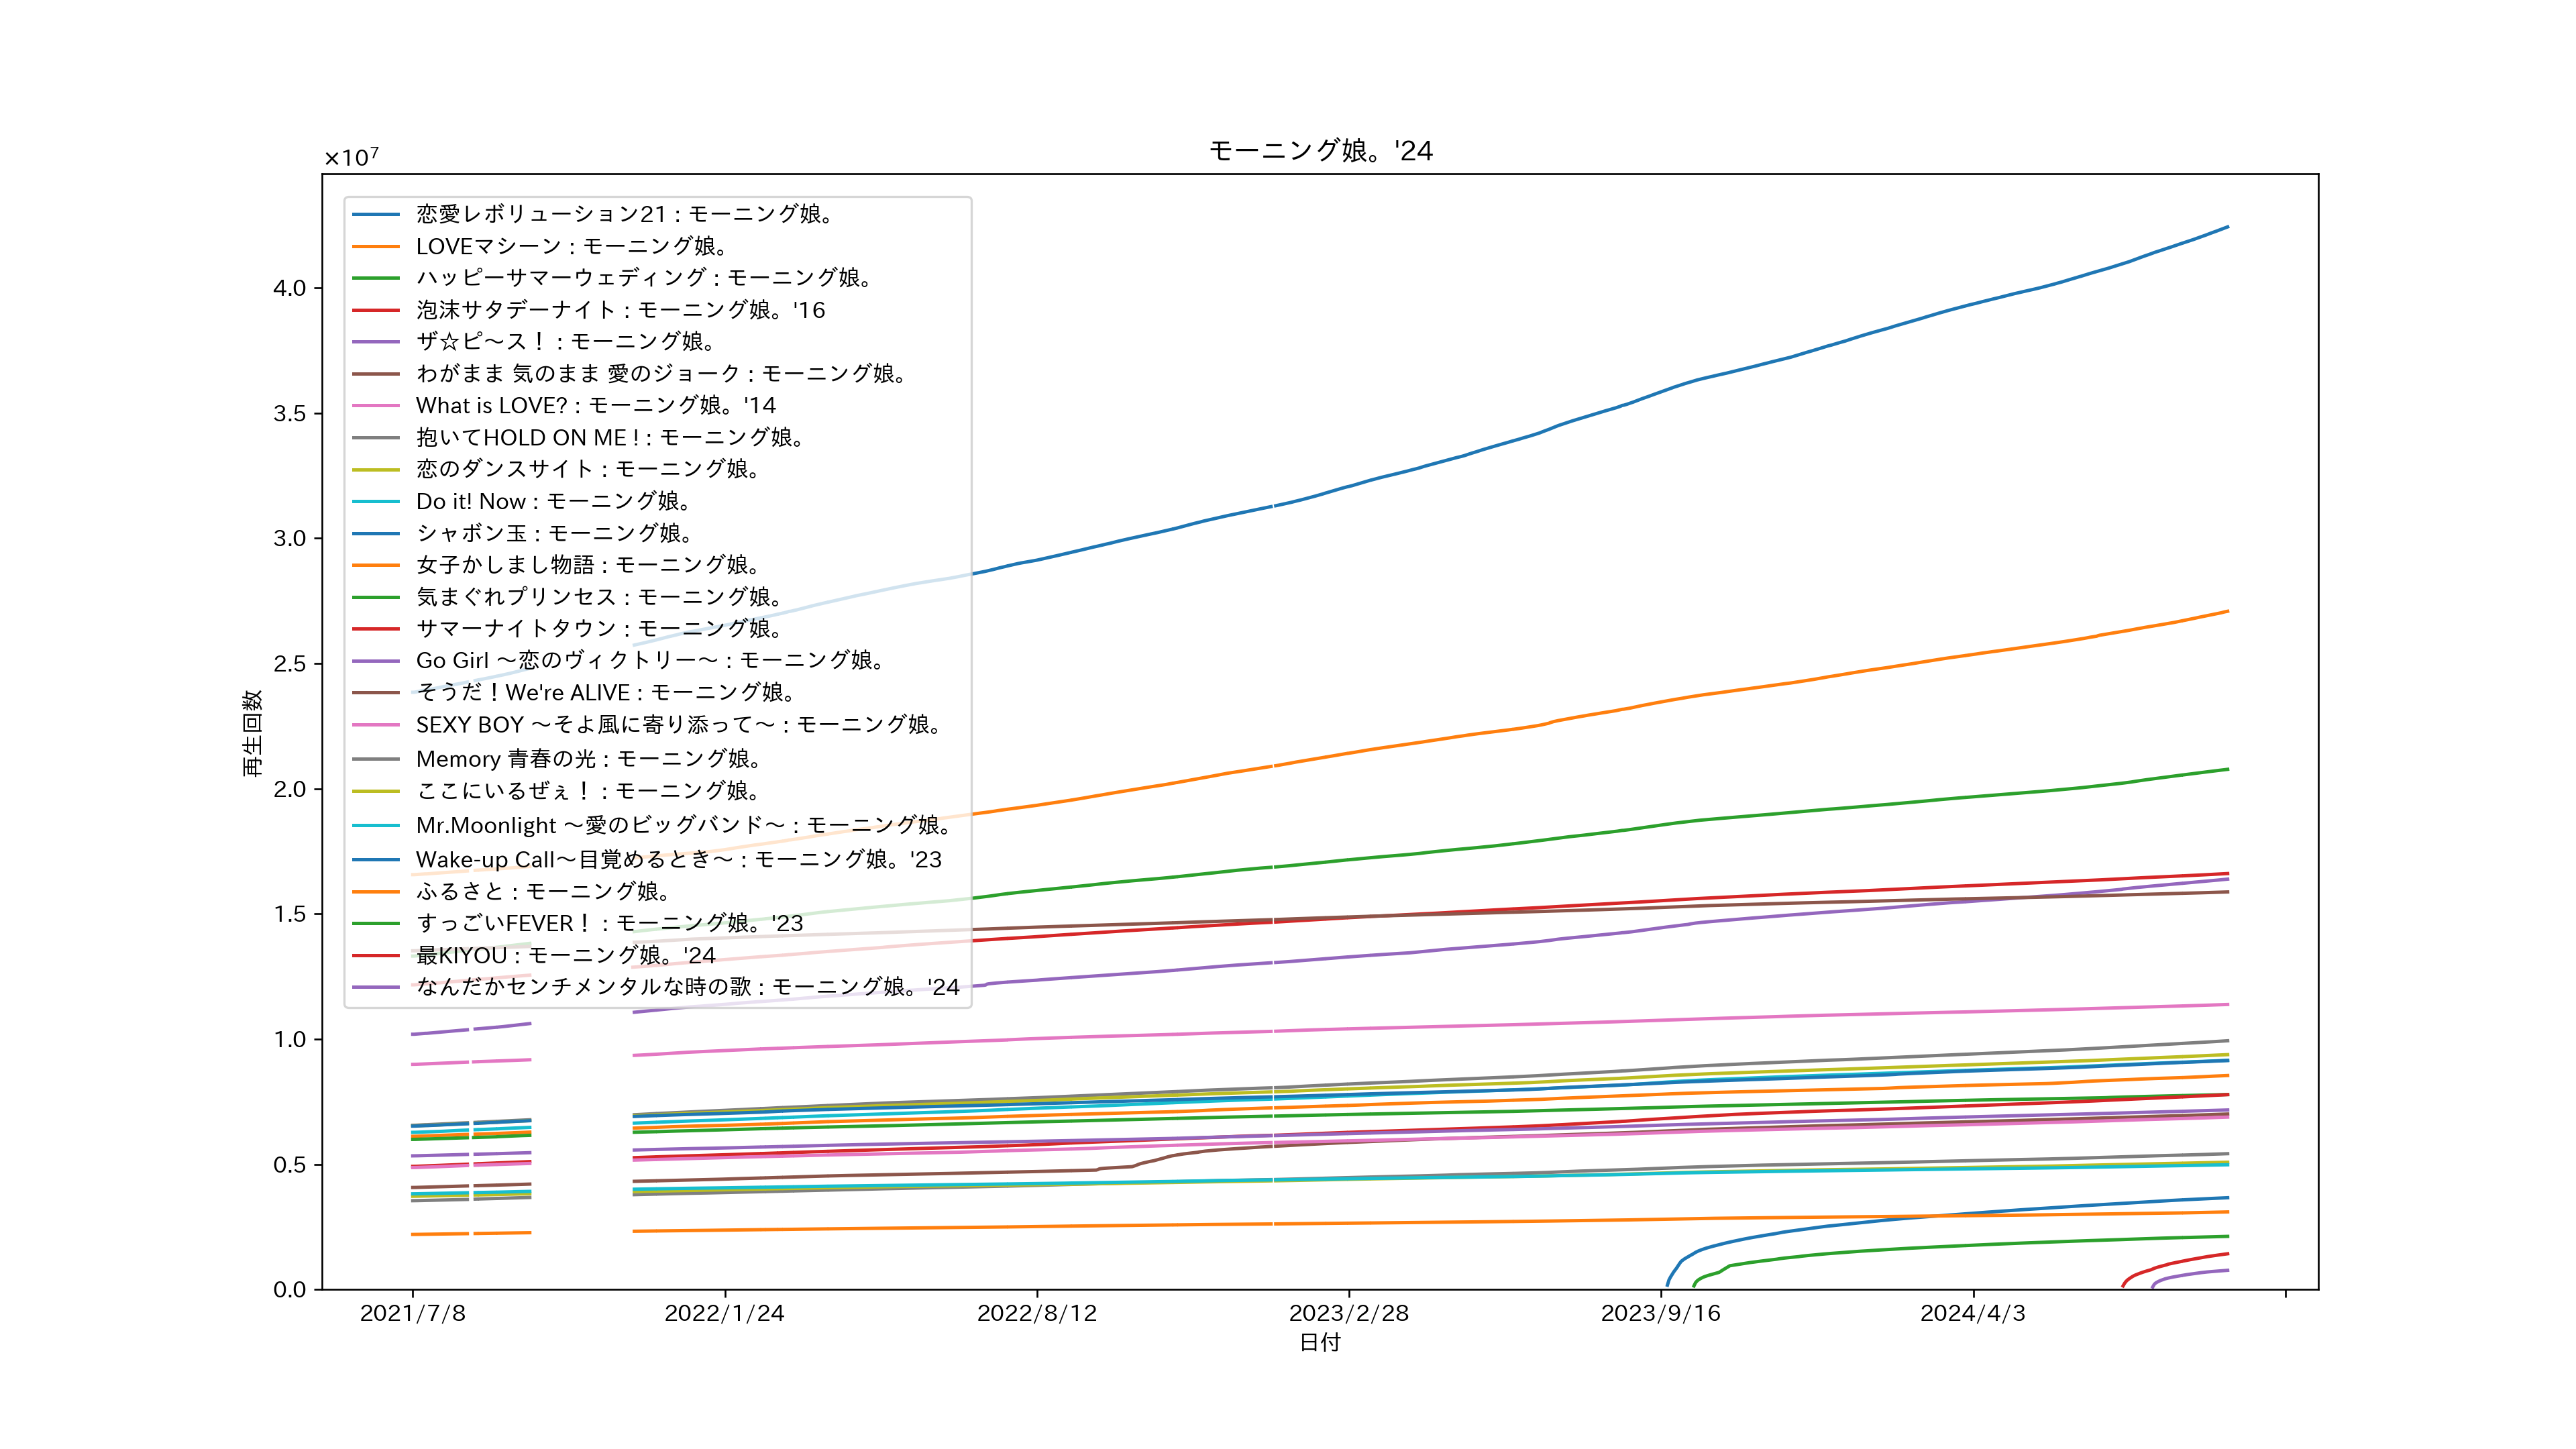 モーニング娘。'24
×10⁷
恋愛レボリューション21 : モーニング娘。
LOVEマシーン : モーニング娘。
ハッピーサマーウェディング : モーニング娘。
泡沫サタデーナイト : モーニング娘。'16
ザ☆ピ〜ス！ : モーニング娘。
わがまま 気のまま 愛のジョーク : モーニング娘。
What is LOVE? : モーニング娘。'14
抱いてHOLD ON ME ! : モーニング娘。
恋のダンスサイト : モーニング娘。
Do it! Now : モーニング娘。
シャボン玉 : モーニング娘。
女子かしまし物語 : モーニング娘。
気まぐれプリンセス : モーニング娘。
サマーナイトタウン : モーニング娘。
Go Girl 〜恋のヴィクトリー〜 : モーニング娘。
そうだ！We're ALIVE : モーニング娘。
SEXY BOY 〜そよ風に寄り添って〜 : モーニング娘。
Memory 青春の光 : モーニング娘。
ここにいるぜぇ！ : モーニング娘。
Mr.Moonlight 〜愛のビッグバンド〜 : モーニング娘。
Wake-up Call〜目覚めるとき〜 : モーニング娘。'23
ふるさと : モーニング娘。
すっごいFEVER！ : モーニング娘。'23
最KIYOU : モーニング娘。'24
なんだかセンチメンタルな時の歌 : モーニング娘。'24
4.0
3.5
3.0
2.5
2.0
1.5
1.0
0.5
0.0
再生回数
2021/7/8
2022/1/24
2022/8/12
2023/2/28
2023/9/16
2024/4/3
日付